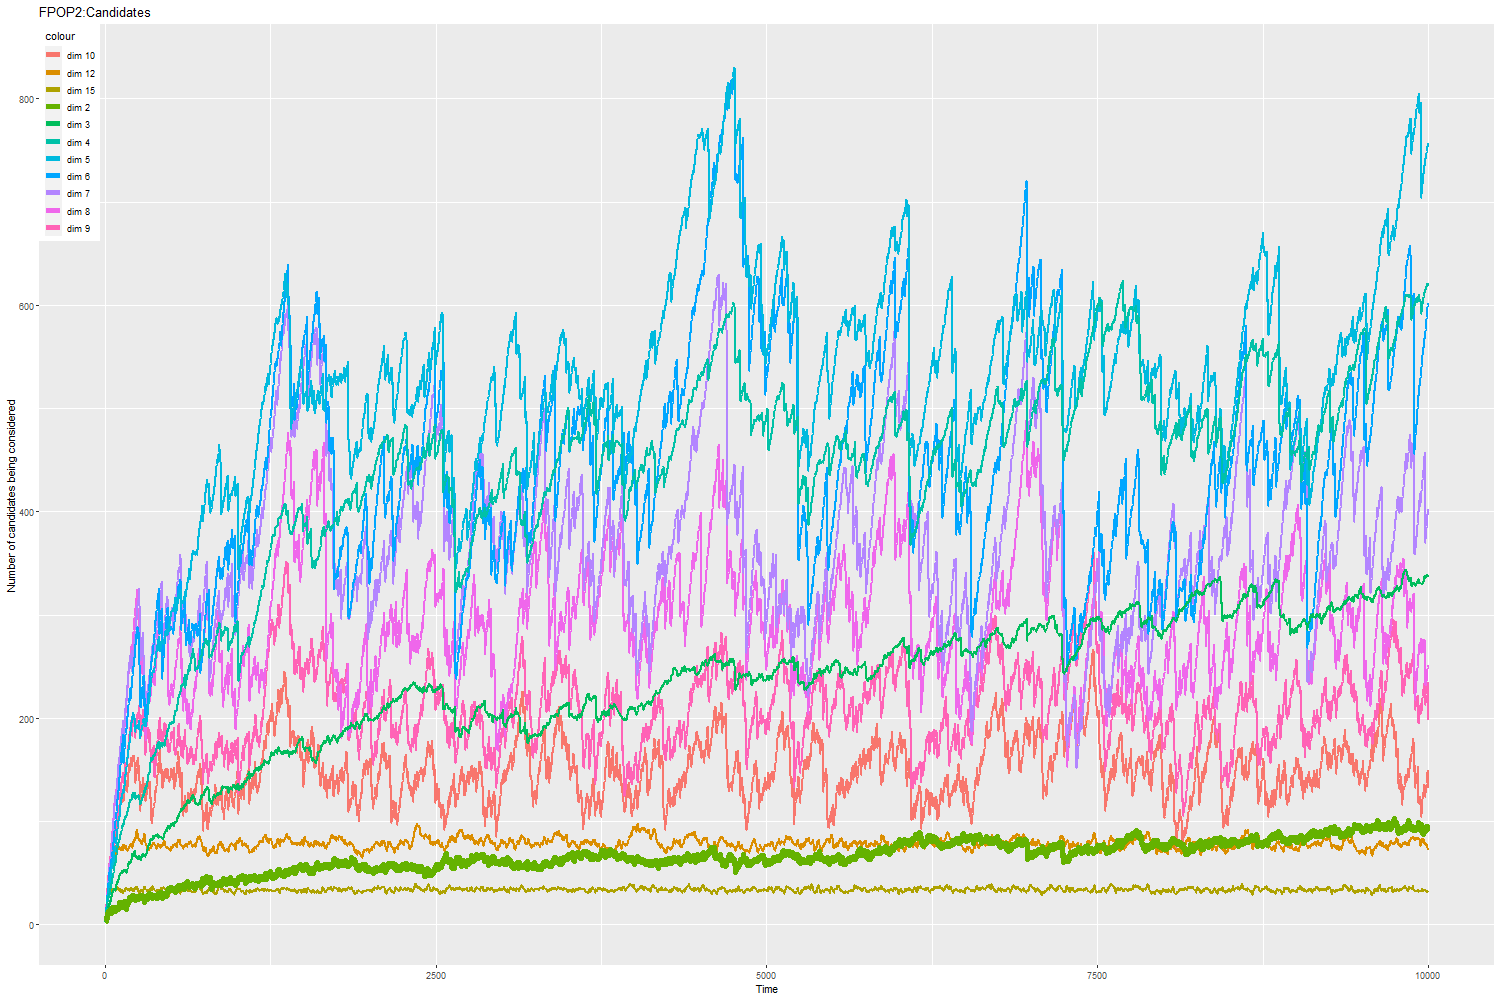 FPOP2:Candidates
colour
dim 10
dim 12
dim 15
dim 2
dim 3
dim 4
dim 5
dim 6
dim 7
dim 8
dim 9
Number of candidates being considered
800
600
400
200
0
0
2500
5000
7500
10000
Time